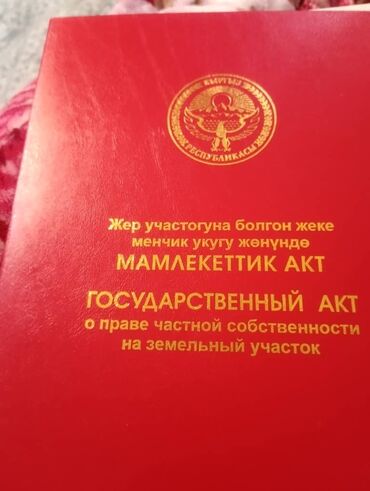 КЫРГЫЗ
РЕСПУБЛИКАСЫ
Жер участогуна болгон жеке
менчик укугу жөнүндө
МАМЛЕКЕТТИК АКТ
ГОСУДАРСТВЕННЫЙ АКТ
о праве частной собственности
на земельный участок